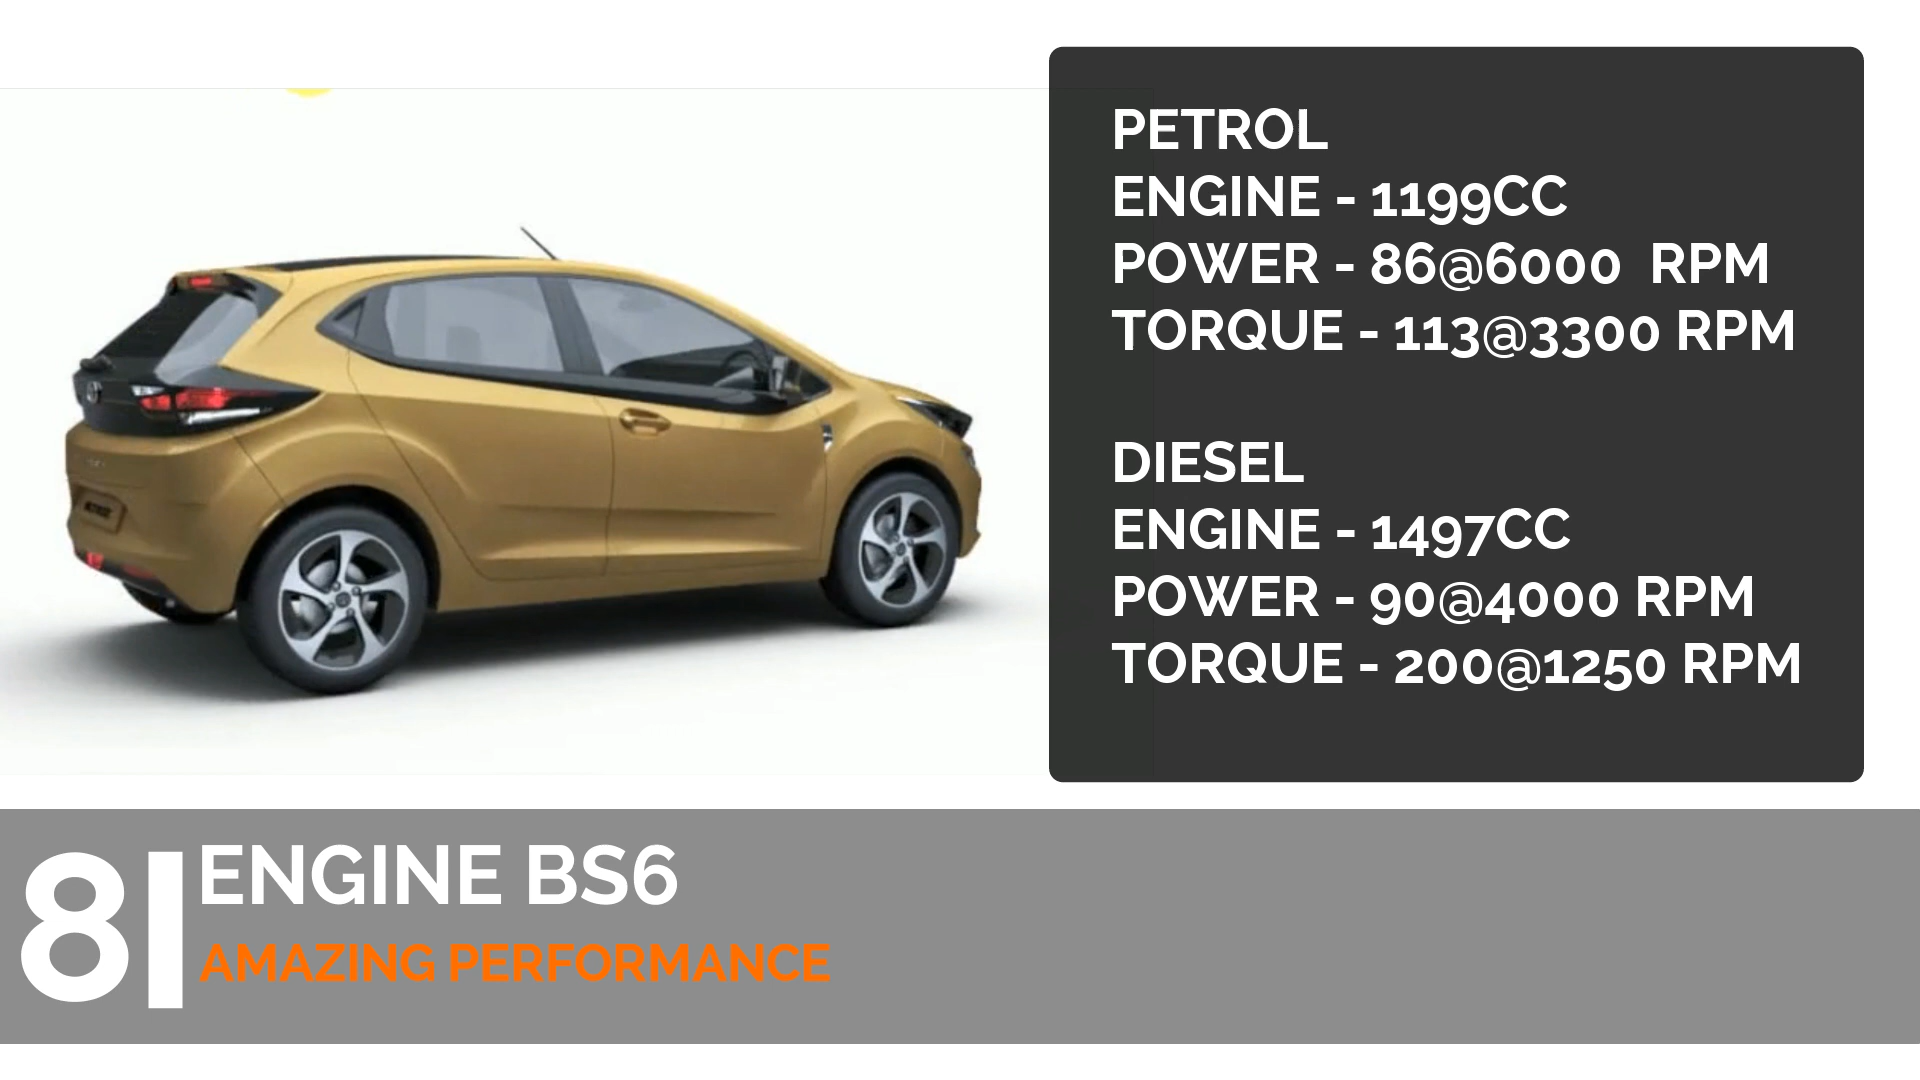 PETROL
ENGINE - 1199CC
POWER - 86@6000  RPM
TORQUE - 113@3300 RPM
DIESEL
ENGINE - 1497CC
POWER - 90@4000 RPM
TORQUE - 200@1250 RPM
8
ENGINE BS6
AMAZING PERFORMANCE